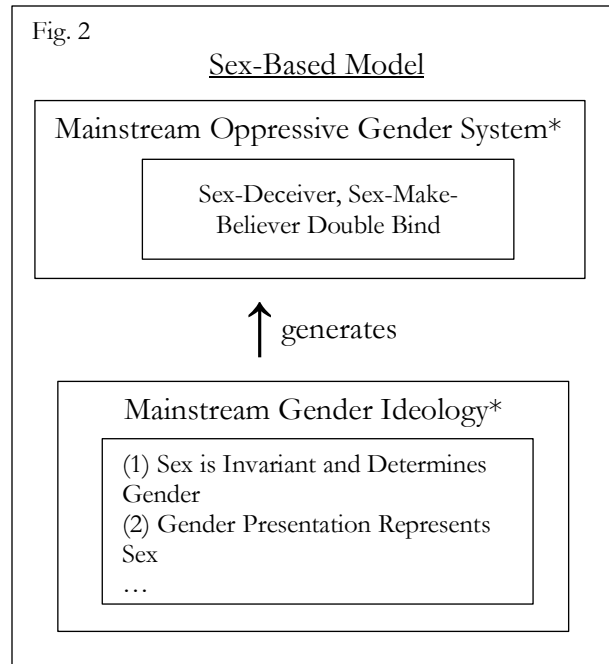 Fig. 2
Sex-Based Model
Mainstream Oppressive Gender System*
Sex-Deceiver, Sex-Make-
Believer Double Bind
↑ generates
Mainstream Gender Ideology*
(1) Sex is Invariant and Determines
Gender
(2) Gender Presentation Represents
Sex
…